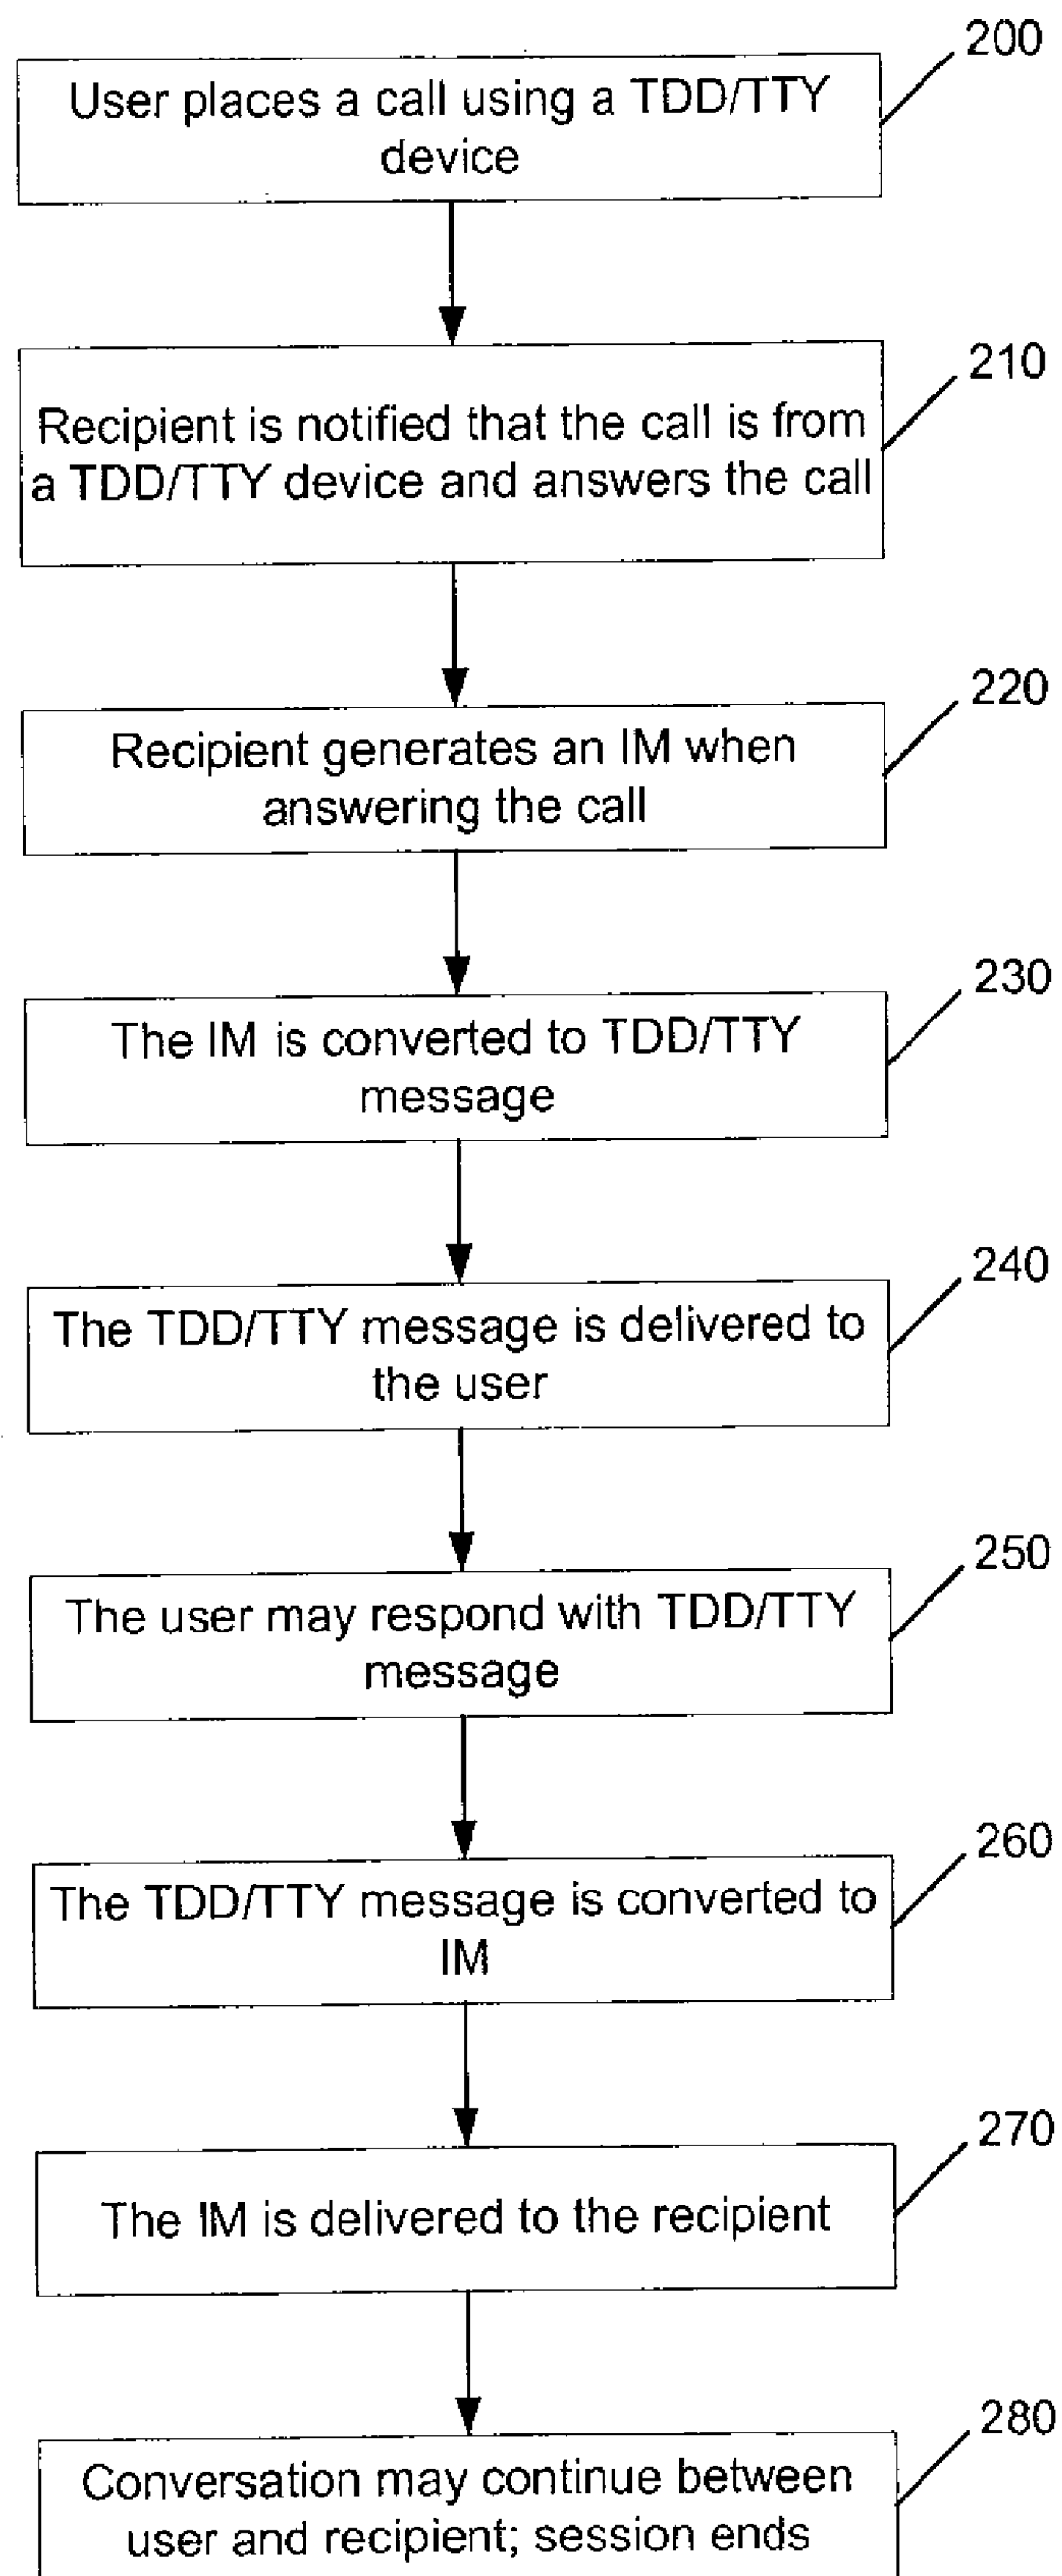 200
User places a call using a TDD/TTY
device
210
Recipient is notified that the call is from
a TDD/TTY device and answers the call
220
Recipient generates an IM when
answering the call
230
The IM is converted to TDD/TTY
message
240
The TDD/TTY message is delivered to
the user
250
The user may respond with TDD/TTY
message
260
The TDD/TTY message is converted to
IM
270
The IM is delivered to the recipient
280
Conversation may continue between
user and recipient; session ends